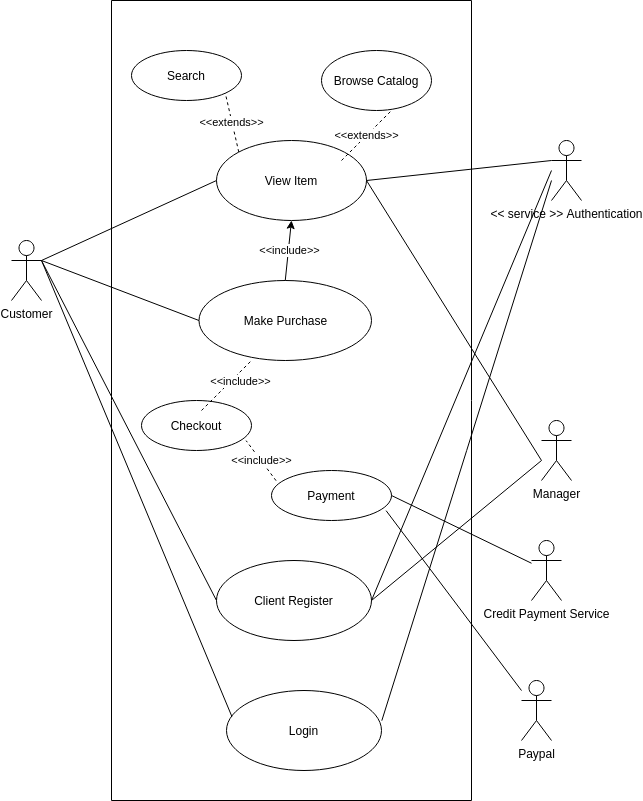 Search
Browse Catalog
<<extends>>
<<extends>>
View Item
<< service >> Authentication
<<include>>
Customer
Make Purchase
<<include>>
Checkout
<<include>>
Manager
Payment
Client Register
Credit Payment Service
Login
Paypal